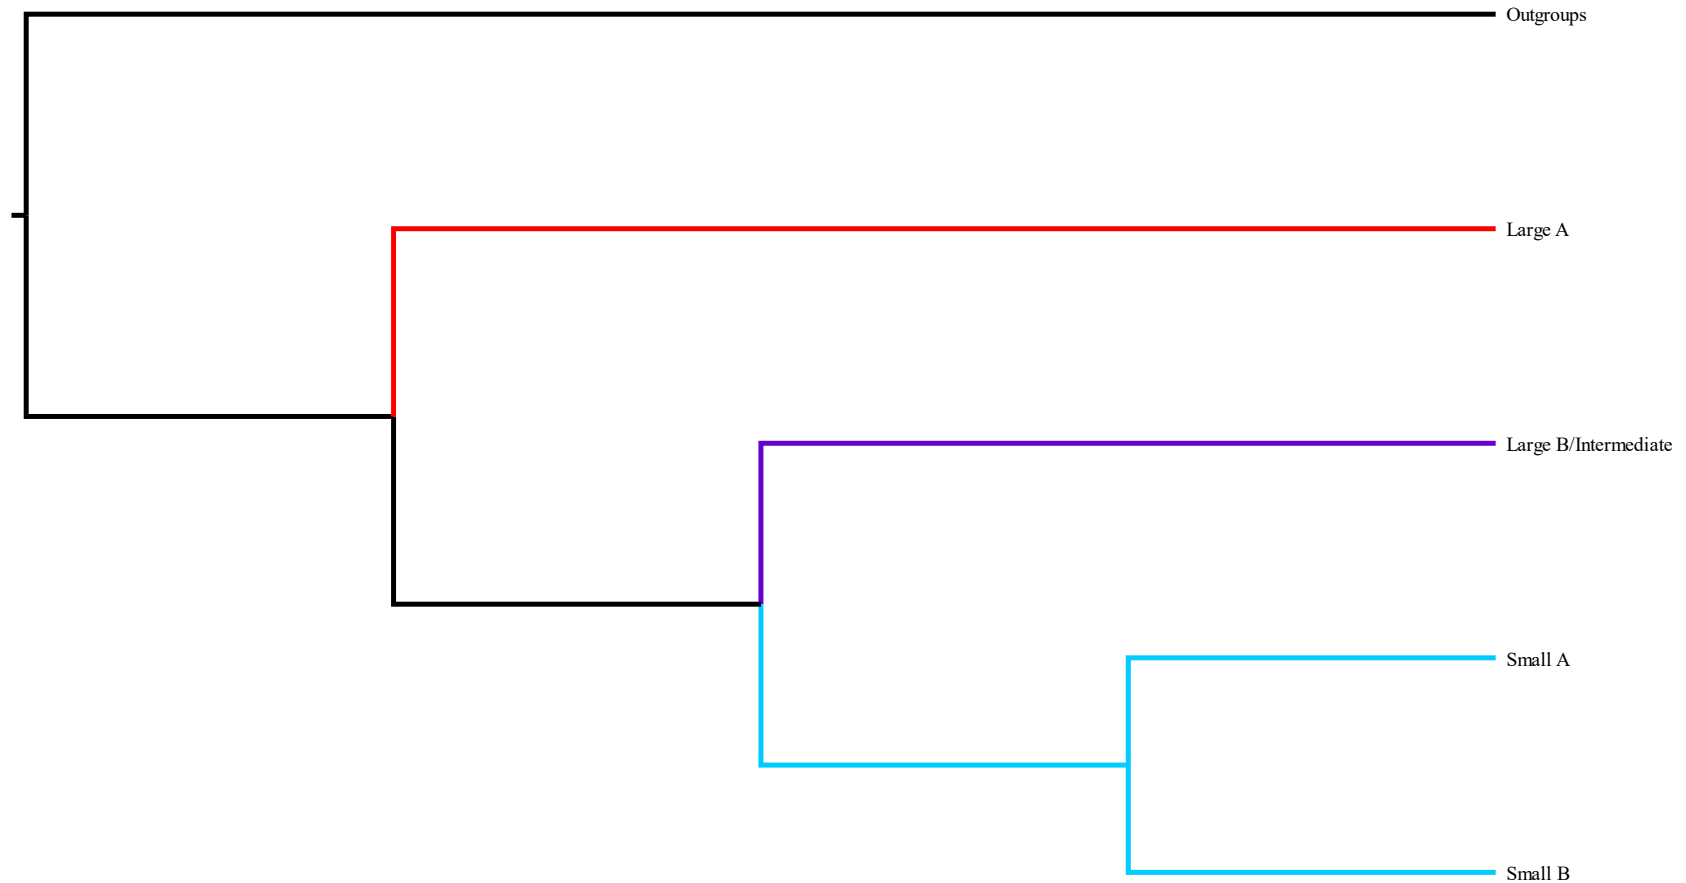 Outgroups
Large A
Large B/Intermediate
Small A
Small B